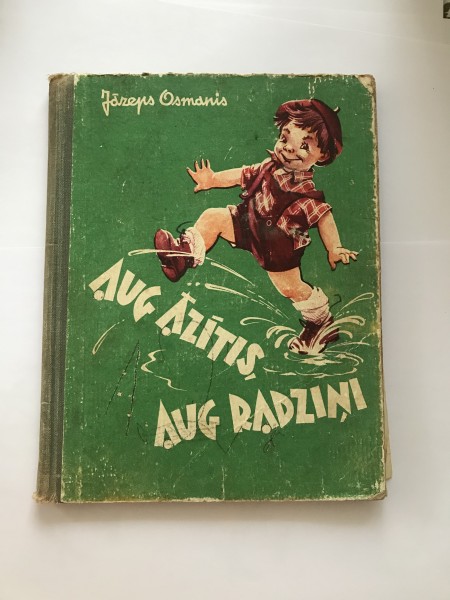 Jāzeps Osmanis
AUG ĀZĪTIS,
AUG RADZIŅI